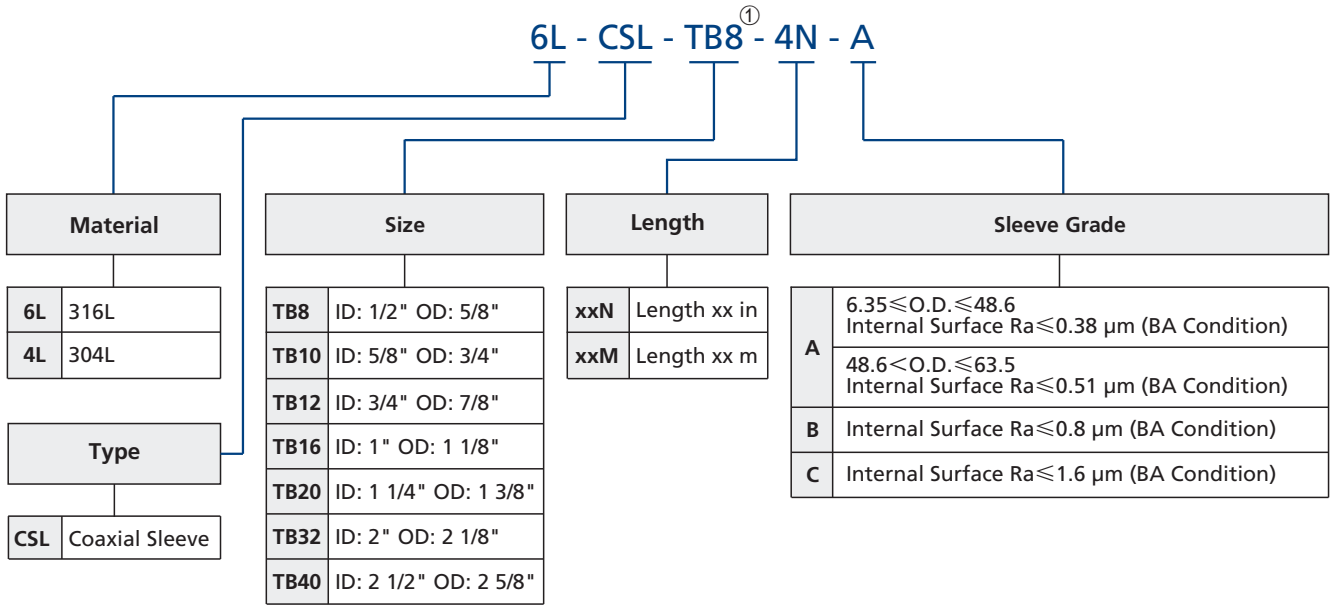 ①
6L - CSL - TB8 - 4N - A
Material
6L 316L
4L 304L
Type
CSL Coaxial Sleeve
Size
TB8 ID: 1/2" OD: 5/8"
TB10 ID: 5/8" OD: 3/4"
TB12 ID: 3/4" OD: 7/8"
TB16 ID: 1" OD: 1 1/8"
TB20 ID: 1 1/4" OD: 1 3/8"
TB32 ID: 2" OD: 2 1/8"
TB40 ID: 2 1/2" OD: 2 5/8"
Length
xxN Length xx in
xxM Length xx m
Sleeve Grade
A
6.35≤O.D.≤48.6
Internal Surface Ra≤0.38 μm (BA Condition)
48.6<O.D.≤63.5
Internal Surface Ra≤0.51 μm (BA Condition)
B Internal Surface Ra≤0.8 μm (BA Condition)
C Internal Surface Ra≤1.6 μm (BA Condition)